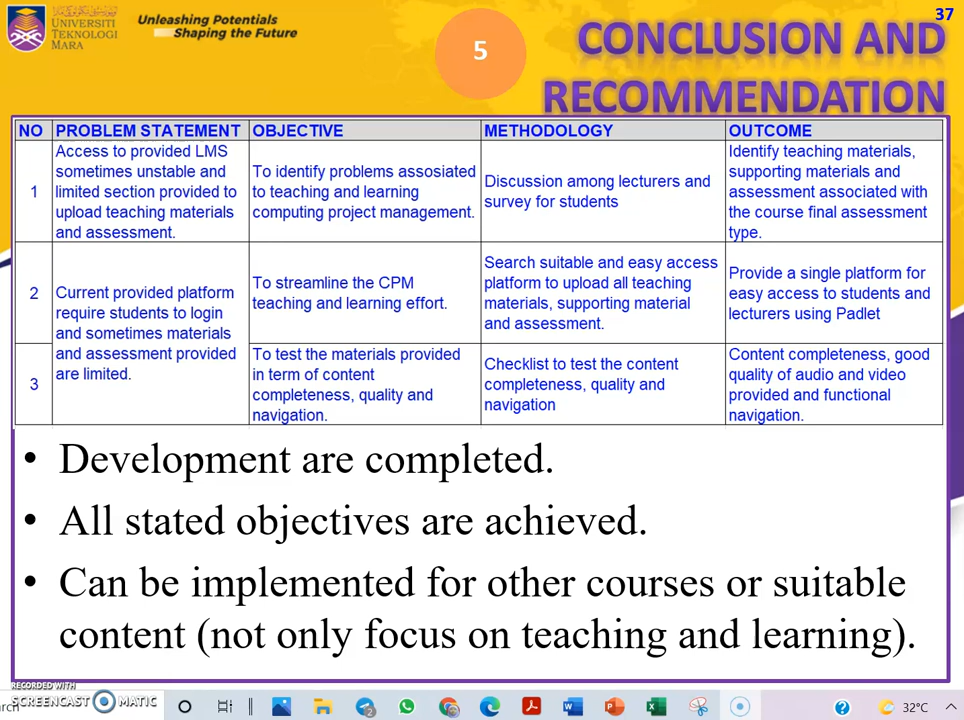 37
UNIVERSITI
TEKNOLOGI
MARA
Unleashing Potentials
Shaping the Future
5
CONCLUSION AND
RECOMMENDATION
NO PROBLEM STATEMENT OBJECTIVE METHODOLOGY OUTCOME
1
Access to provided LMS
sometimes unstable and
limited section provided to
upload teaching materials
and assessment.
To identify problems assosiated
to teaching and learning
computing project management.
Discussion among lecturers and
survey for students
Identify teaching materials,
supporting materials and
assessment associated with
the course final assessment
type.
2
Current provided platform
require students to login
and sometimes materials
and assessment provided
are limited.
To streamline the CPM
teaching and learning effort.
Search suitable and easy access
platform to upload all teaching
materials, supporting material
and assessment.
Provide a single platform for
easy access to students and
lecturers using Padlet
3
To test the materials provided
in term of content
completeness, quality and
navigation.
Checklist to test the content
completeness, quality and
navigation
Content completeness, good
quality of audio and video
provided and functional
navigation.
• Development are completed.
• All stated objectives are achieved.
• Can be implemented for other courses or suitable
content (not only focus on teaching and learning).
RECORDED WITH
SCREENCAST MATIC
32°C